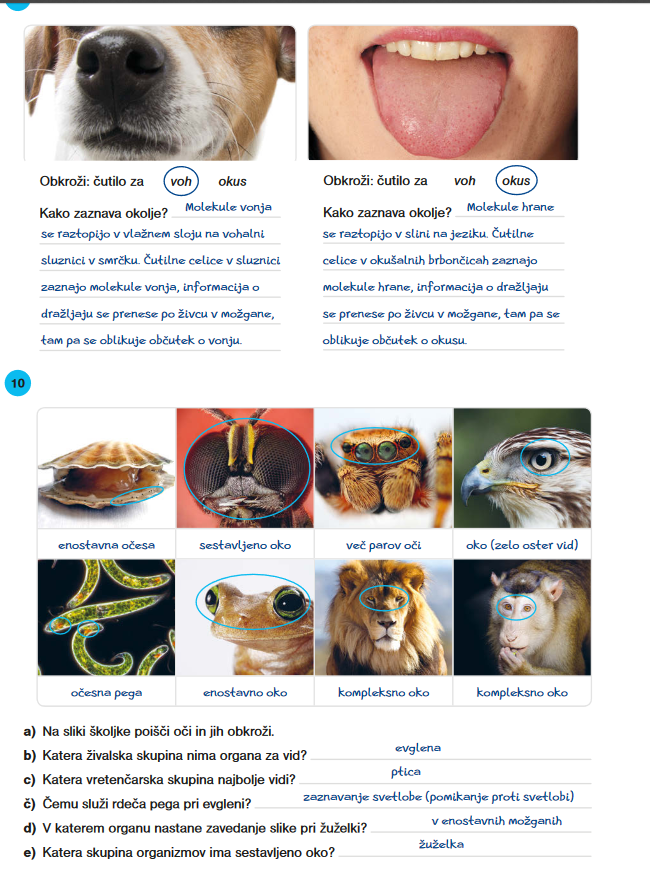 Obkroži: čutilo za voh okus
Kako zaznava okolje? Molekule vonja
se raztopijo v vlažnem sloju na vohalni
sluznici v smrčku. Čutilne celice v sluznici
zaznajo molekule vonja, informacija o
dražljaju se prenese po živcu v možgane,
tam pa se oblikuje občutek o vonju.
Obkroži: čutilo za voh okus
Kako zaznava okolje? Molekule hrane
se raztopijo v slini na jeziku. Čutilne
celice v okušalnih brbončicah zaznajo
molekule hrane, informacija o dražljaju
se prenese po živcu v možgane, tam pa se
oblikuje občutek o okusu.
10
enostavna očesa
sestavljeno oko
več parov oči
oko (zelo oster vid)
očesna pega
enostavno oko
kompleksno oko
kompleksno oko
a) Na sliki školjke poišči oči in jih obkroži.
b) Katera živalska skupina nima organa za vid? evglena
c) Katera vretenčarska skupina najbolje vidi? ptica
č) Čemu služi rdeča pega pri evgleni? zaznavanje svetlobe (pomikanje proti svetlobi)
d) V katerem organu nastane zavedanje slike pri žuželki? v enostavnih možganih
e) Katera skupina organizmov ima sestavljeno oko? žuželka